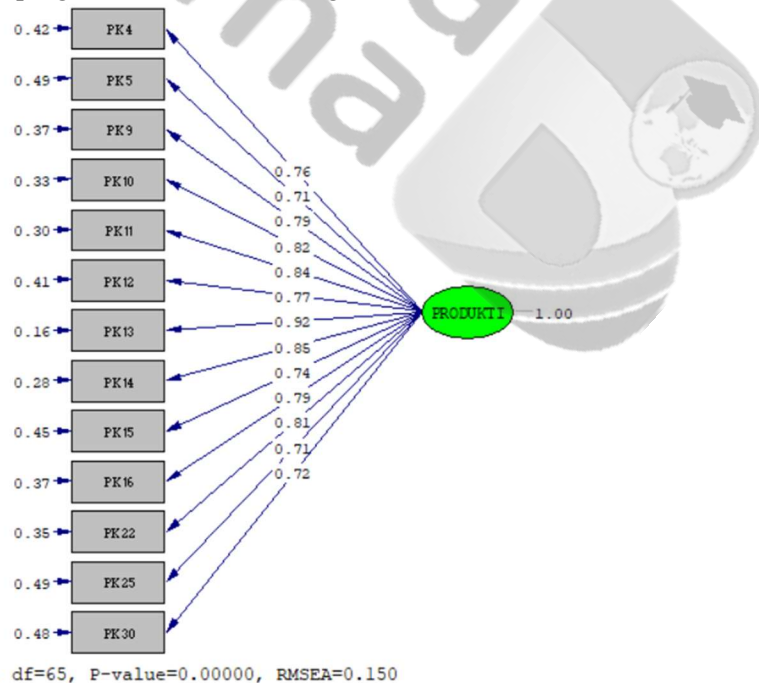 0.42 PK4
0.49 PK5
0.37 PK9
0.33 PK10
0.30 PK11
0.41 PK12
0.16 PK13
0.28 PK14
0.45 PK15
0.37 PK16
0.35 PK22
0.49 PK25
0.48 PK30
0.76
0.71
0.79
0.82
0.84
0.77
0.92
0.85
0.74
0.79
0.81
0.71
0.72
PRODUKTI 1.00
df=65, P-value=0.00000, RMSEA=0.150